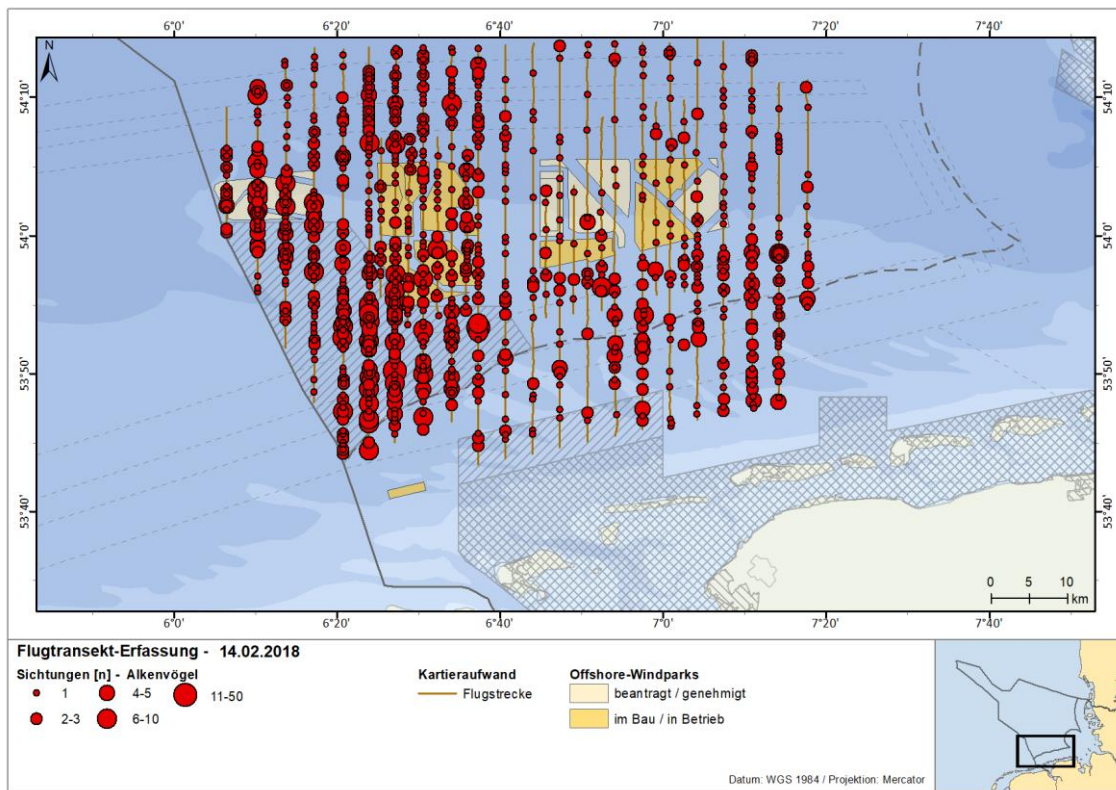 6°0' 6°20' 6°40' 7°0' 7°20' 7°40'
N
54°10' 54°10'
54°0' 54°0'
53°50' 53°50'
53°40' 53°40'
0 5 10
km
6°0' 6°20' 6°40' 7°0' 7°20' 7°40'
Flugtransekt-Erfassung - 14.02.2018
Sichtungen [n] - Alkenvögel
1 4-5 11-50
2-3 6-10
Kartieraufwand
Flugstrecke
Offshore-Windparks
beantragt / genehmigt
im Bau / in Betrieb
Datum: WGS 1984 / Projektion: Mercator